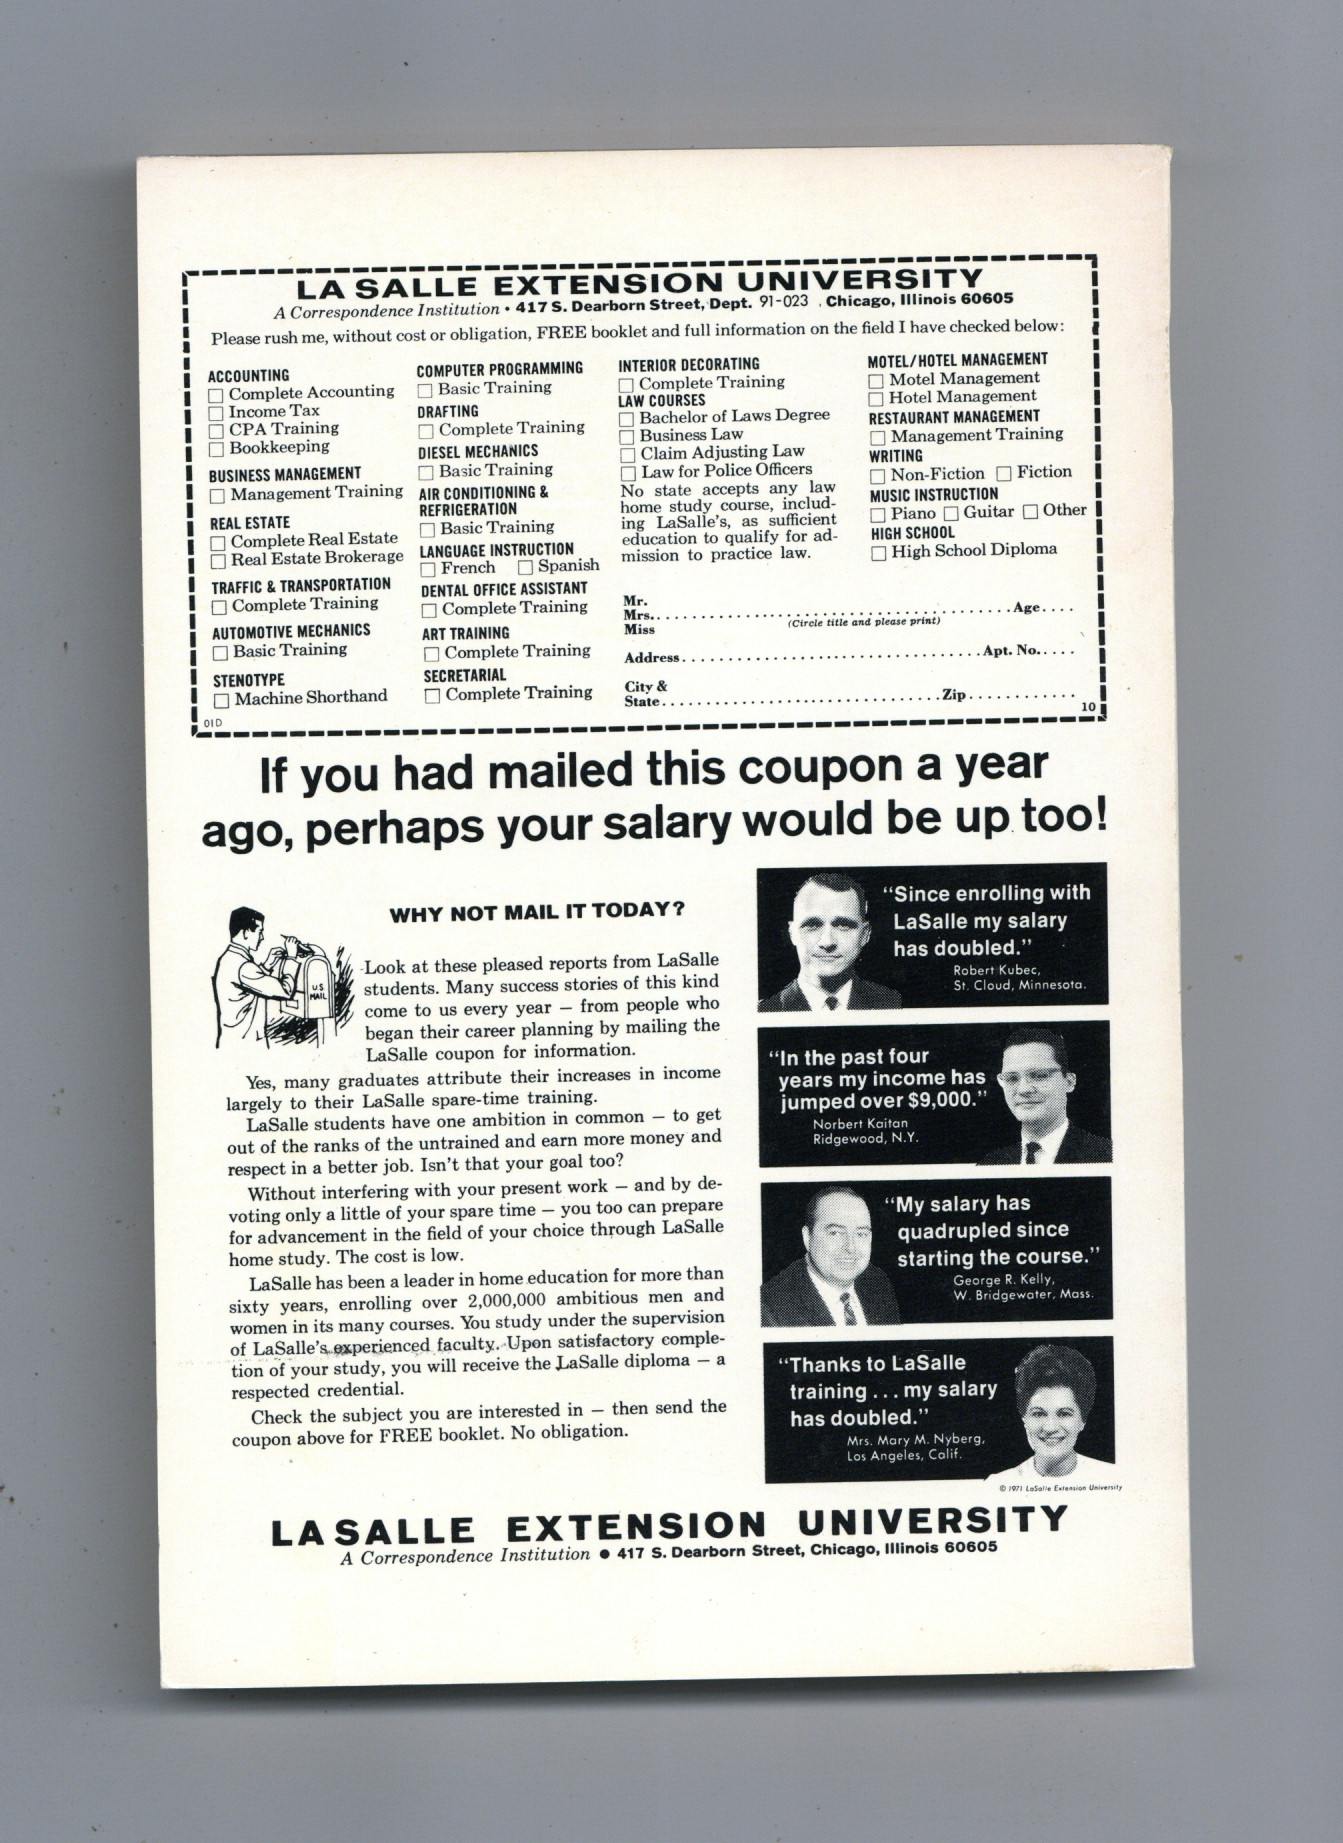 LA SALLE EXTENSION UNIVERSITY
A Correspondence Institution • 417 S. Dearborn Street, Dept. 91-023 , Chicago, Illinois 60605
Please rush me, without cost or obligation, FREE booklet and full information on the field I have checked below:
ACCOUNTING
Complete Accounting
Income Tax
CPA Training
Bookkeeping
BUSINESS MANAGEMENT
Management Training
REAL ESTATE
Complete Real Estate
Real Estate Brokerage
TRAFFIC & TRANSPORTATION
Complete Training
AUTOMOTIVE MECHANICS
Basic Training
STENOTYPE
Machine Shorthand
01D
COMPUTER PROGRAMMING
Basic Training
DRAFTING
Complete Training
DIESEL MECHANICS
Basic Training
AIR CONDITIONING &
REFRIGERATION
Basic Training
LANGUAGE INSTRUCTION
French Spanish
DENTAL OFFICE ASSISTANT
Complete Training
ART TRAINING
Complete Training
SECRETARIAL
Complete Training
INTERIOR DECORATING
Complete Training
LAW COURSES
Bachelor of Laws Degree
Business Law
Claim Adjusting Law
Law for Police Officers
No state accepts any law
home study course, includ-
ing LaSalle's, as sufficient
education to qualify for ad-
mission to practice law.
MOTEL/HOTEL MANAGEMENT
Motel Management
Hotel Management
RESTAURANT MANAGEMENT
Management Training
WRITING
Non-Fiction Fiction
MUSIC INSTRUCTION
Piano Guitar Other
HIGH SCHOOL
High School Diploma
Mr.
Mrs. Age
Miss (Circle title and please print)
Address Apt. No.
City &
State Zip
10
If you had mailed this coupon a year
ago, perhaps your salary would be up too!
WHY NOT MAIL IT TODAY?
U.S.
MAIL
Look at these pleased reports from LaSalle
students. Many success stories of this kind
come to us every year — from people who
began their career planning by mailing the
LaSalle coupon for information.
Yes, many graduates attribute their increases in income
largely to their LaSalle spare-time training.
LaSalle students have one ambition in common — to get
out of the ranks of the untrained and earn more money and
respect in a better job. Isn't that your goal too?
Without interfering with your present work — and by de-
voting only a little of your spare time — you too can prepare
for advancement in the field of your choice through LaSalle
home study. The cost is low.
LaSalle has been a leader in home education for more than
sixty years, enrolling over 2,000,000 ambitious men and
women in its many courses. You study under the supervision
of LaSalle's experienced faculty. Upon satisfactory comple-
tion of your study, you will receive the LaSalle diploma — a
respected credential.
Check the subject you are interested in — then send the
coupon above for FREE booklet. No obligation.
"Since enrolling with
LaSalle my salary
has doubled."
Robert Kubec,
St. Cloud, Minnesota.
"In the past four
years my income has
jumped over $9,000."
Norbert Kaitan
Ridgewood, N.Y.
"My salary has
quadrupled since
starting the course."
George R. Kelly,
W. Bridgewater, Mass.
"Thanks to LaSalle
training . . . my salary
has doubled."
Mrs. Mary M. Nyberg,
Los Angeles, Calif.
© 1971 LaSalle Extension University
LA SALLE EXTENSION UNIVERSITY
A Correspondence Institution • 417 S. Dearborn Street, Chicago, Illinois 60605